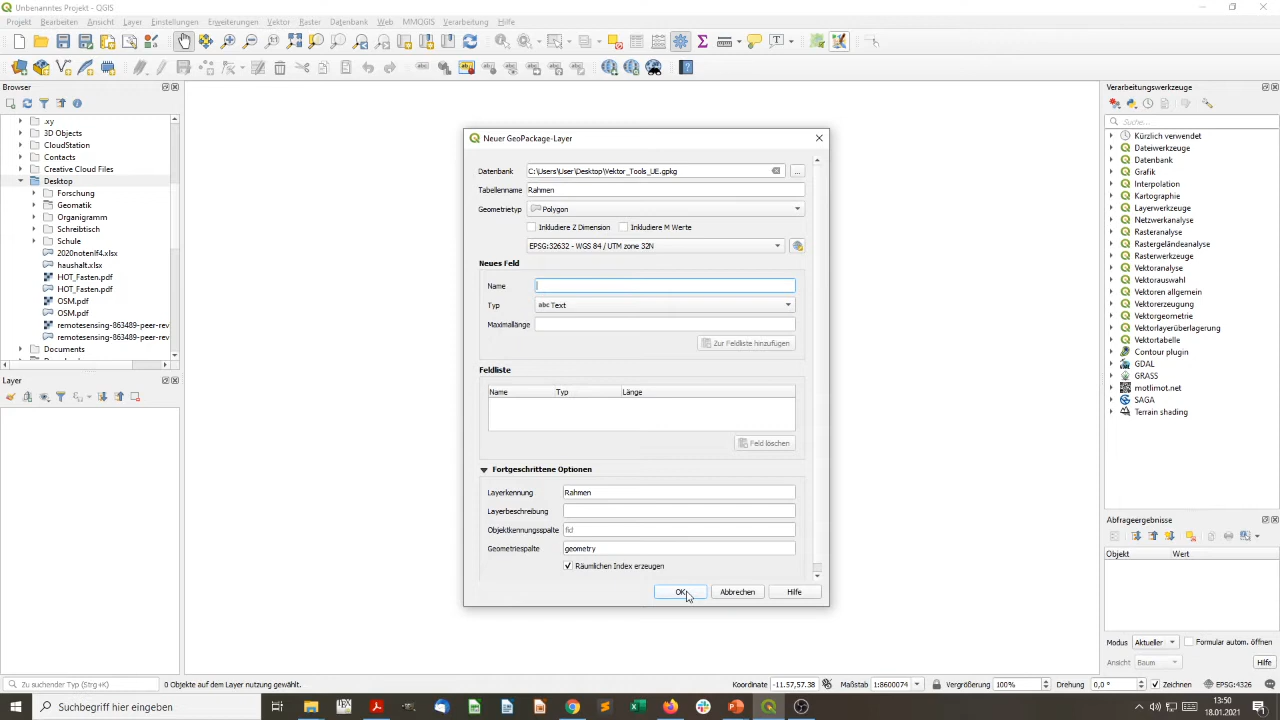 Unbenanntes Projekt - QGIS
Projekt Bearbeiten Ansicht Layer Einstellungen Erweiterungen Vektor Raster Datenbank Web MMQGIS Verarbeitung Hilfe
Browser
.xy
3D Objects
CloudStation
Contacts
Creative Cloud Files
Desktop
Forschung
Geomatik
Organigramm
Schreibtisch
Schule
2020notenlf4.xlsx
haushalt.xlsx
HOT_Fasten.pdf
HOT_Fasten.pdf
OSM.pdf
OSM.pdf
remotesensing-863489-peer-rev
remotesensing-863489-peer-rev
Documents
Layer
Neuer GeoPackage-Layer
Datenbank C:\Users\User\Desktop\Vektor_Tools_UE.gpkg ...
Tabellenname Rahmen
Geometrietyp Polygon
Inkludiere Z Dimension Inkludiere M Werte
EPSG:32632 - WGS 84 / UTM zone 32N
Neues Feld
Name
Typ abc Text
Maximallänge
Zur Feldliste hinzufügen
Feldliste
Name Typ Länge
Feld löschen
Fortgeschrittene Optionen
Layerkennung Rahmen
Layerbeschreibung
Objektkennungsspalte fid
Geometriespalte geometry
Räumlichen Index erzeugen
OK Abbrechen Hilfe
Verarbeitungswerkzeuge
Suche...
Kürzlich verwendet
Dateiwerkzeuge
Datenbank
Grafik
Interpolation
Kartographie
Layerwerkzeuge
Netzwerkanalyse
Rasteranalyse
Rastergeländeanalyse
Rasterwerkzeuge
Vektoranalyse
Vektorauswahl
Vektoren allgemein
Vektorerzeugung
Vektorgeometrie
Vektorlayerüberlagerung
Vektortabelle
Contour plugin
GDAL
GRASS
motlimot.net
SAGA
Terrain shading
Abfrageergebnisse
Objekt Wert
Modus Aktueller Formular autom. öffnen
Ansicht Baum Hilfe
Zu suchender Typ (Strg+K) 0 Objekte auf dem Layer nutzung gewählt. Koordinate -11.57,57.38 Maßstab 1:8600074 Vergrößerung 100% Drehung 0,0 ° Zeichnen EPSG:4326
Suchbegriff hier eingeben
13:50
18.01.2021